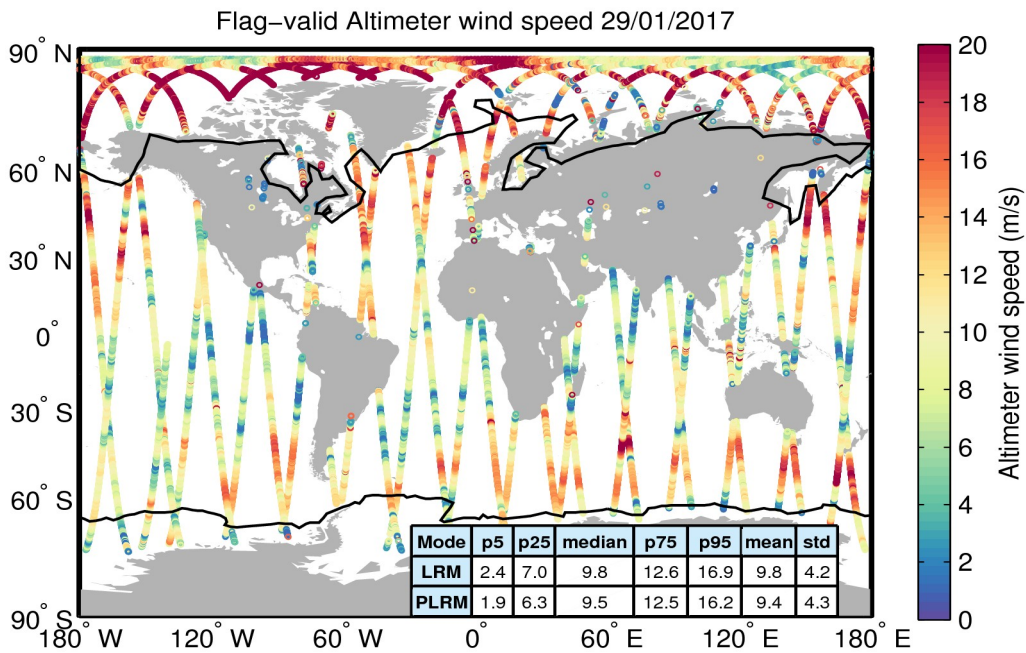 Flag−valid Altimeter wind speed 29/01/2017
90° N
60° N
30° N
0°
30° S
60° S
90° S
180° W
120° W
60° W
0°
60° E
120° E
180° E
Mode p5 p25 median p75 p95 mean std
LRM 2.4 7.0 9.8 12.6 16.9 9.8 4.2
PLRM 1.9 6.3 9.5 12.5 16.2 9.4 4.3
20
18
16
14
12
10
8
6
4
2
0
Altimeter wind speed (m/s)